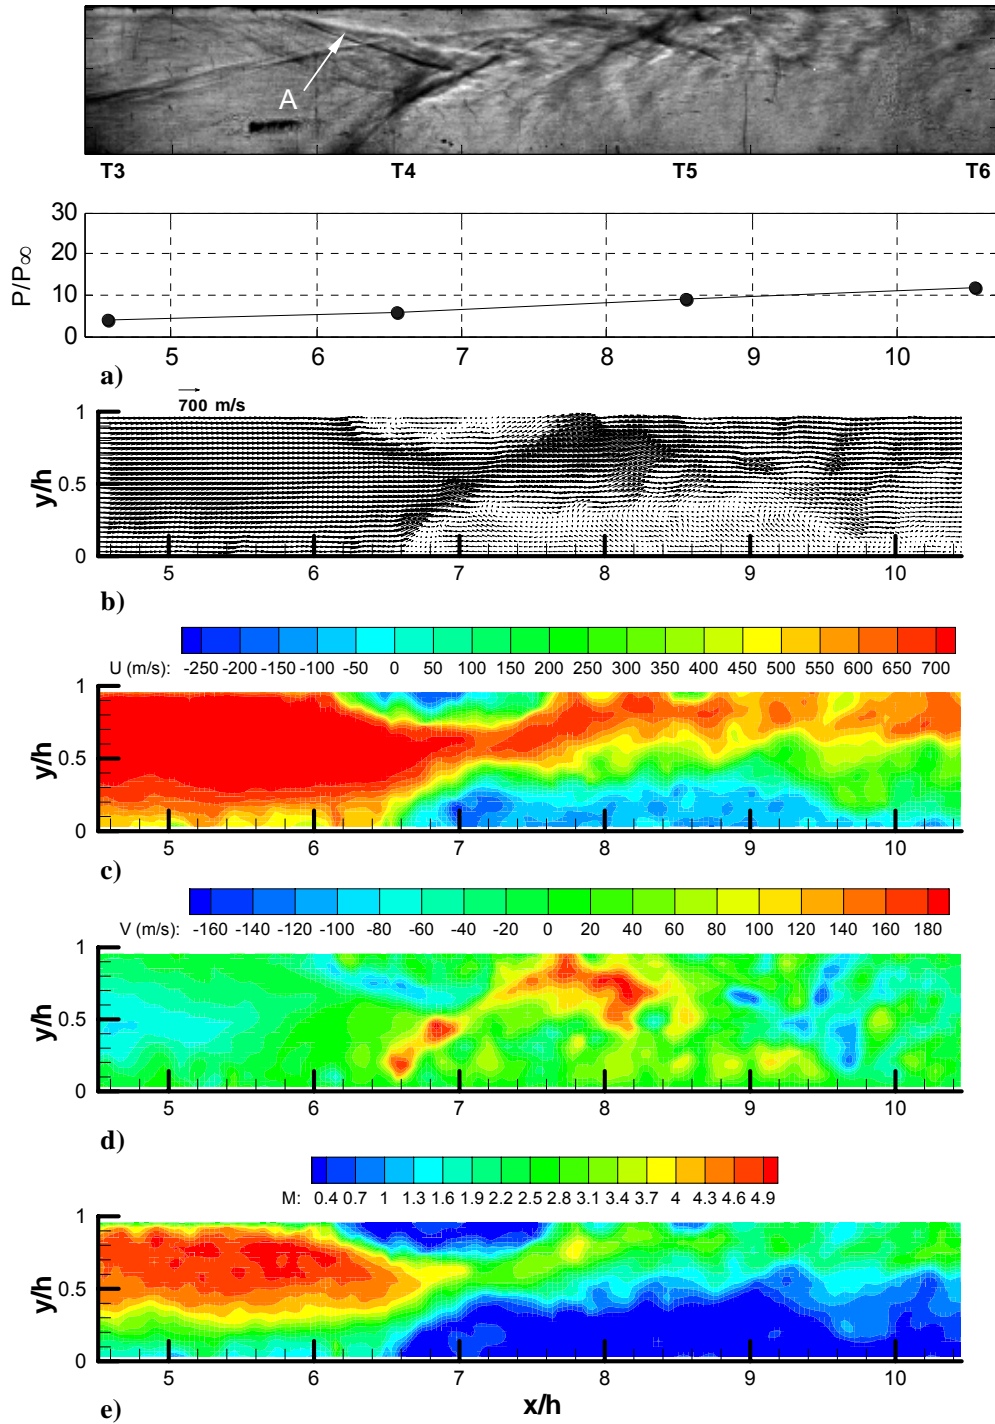 A
T3 T4 T5 T6
30
20
10
0
P/P∞
5 6 7 8 9 10
a)
700 m/s
1
0.5
0
y/h
5 6 7 8 9 10
b)
U (m/s): -250 -200 -150 -100 -50 0 50 100 150 200 250 300 350 400 450 500 550 600 650 700
1
0.5
0
y/h
5 6 7 8 9 10
c)
V (m/s): -160 -140 -120 -100 -80 -60 -40 -20 0 20 40 60 80 100 120 140 160 180
1
0.5
0
y/h
5 6 7 8 9 10
d)
M: 0.4 0.7 1 1.3 1.6 1.9 2.2 2.5 2.8 3.1 3.4 3.7 4 4.3 4.6 4.9
1
0.5
0
y/h
5 6 7 8 9 10
x/h
e)